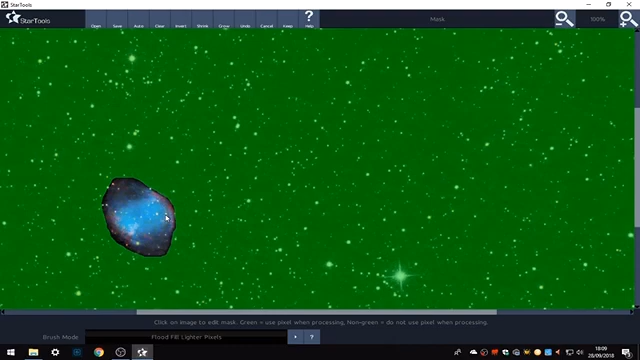 StarTools
StarTools
Open Save Auto Clear Invert Shrink Grow Undo Cancel Keep ? Help
Mask
100%
Click on image to edit mask. Green = use pixel when processing, Non-green = do not use pixel when processing.
Brush Mode
Flood Fill Lighter Pixels
?
18:09
28/09/2018